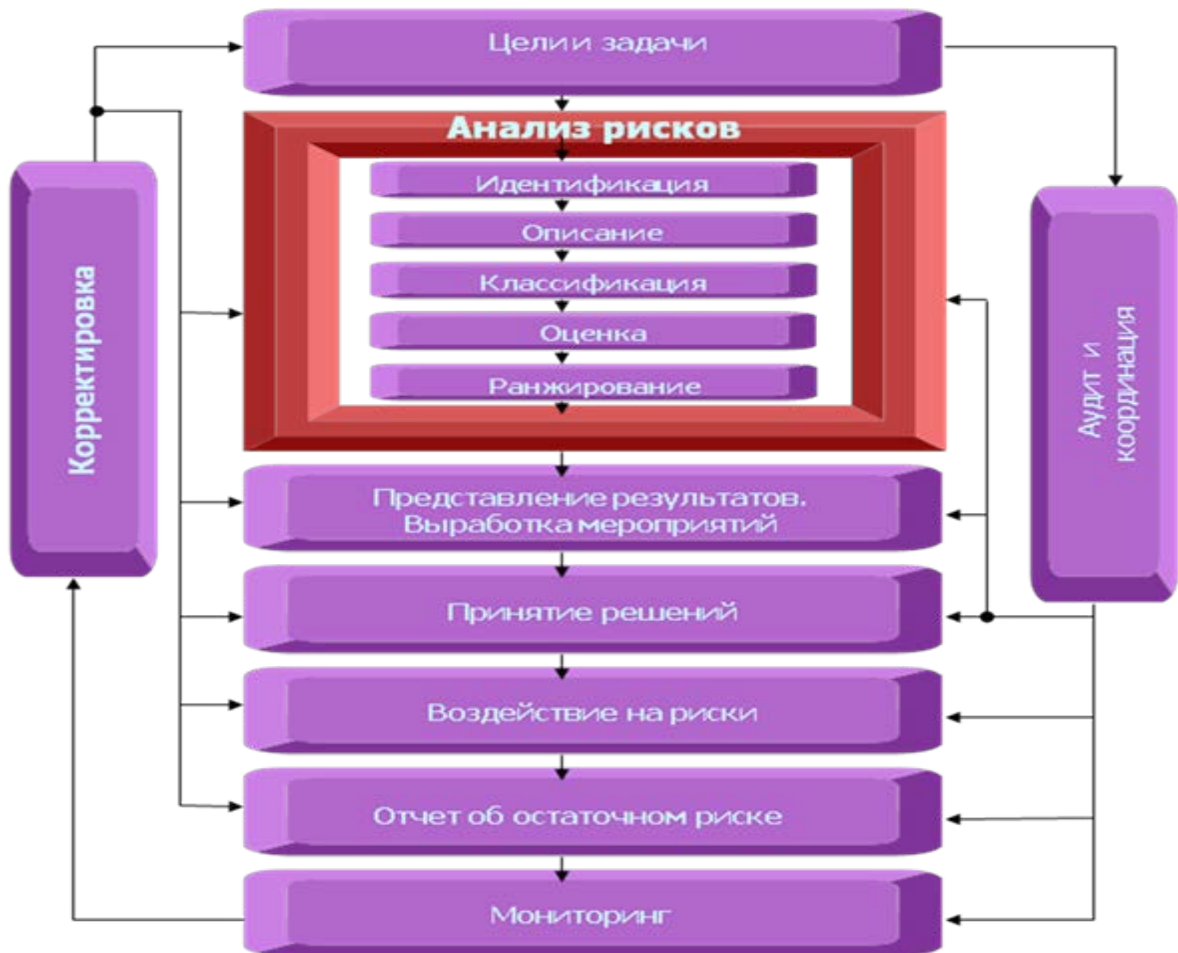 Цели и задачи
Анализ рисков
Идентификация
Описание
Классификация
Оценка
Ранжирование
Корректировка
Аудит и
координация
Представление результатов.
Выработка мероприятий
Принятие решений
Воздействие на риски
Отчет об остаточном риске
Мониторинг